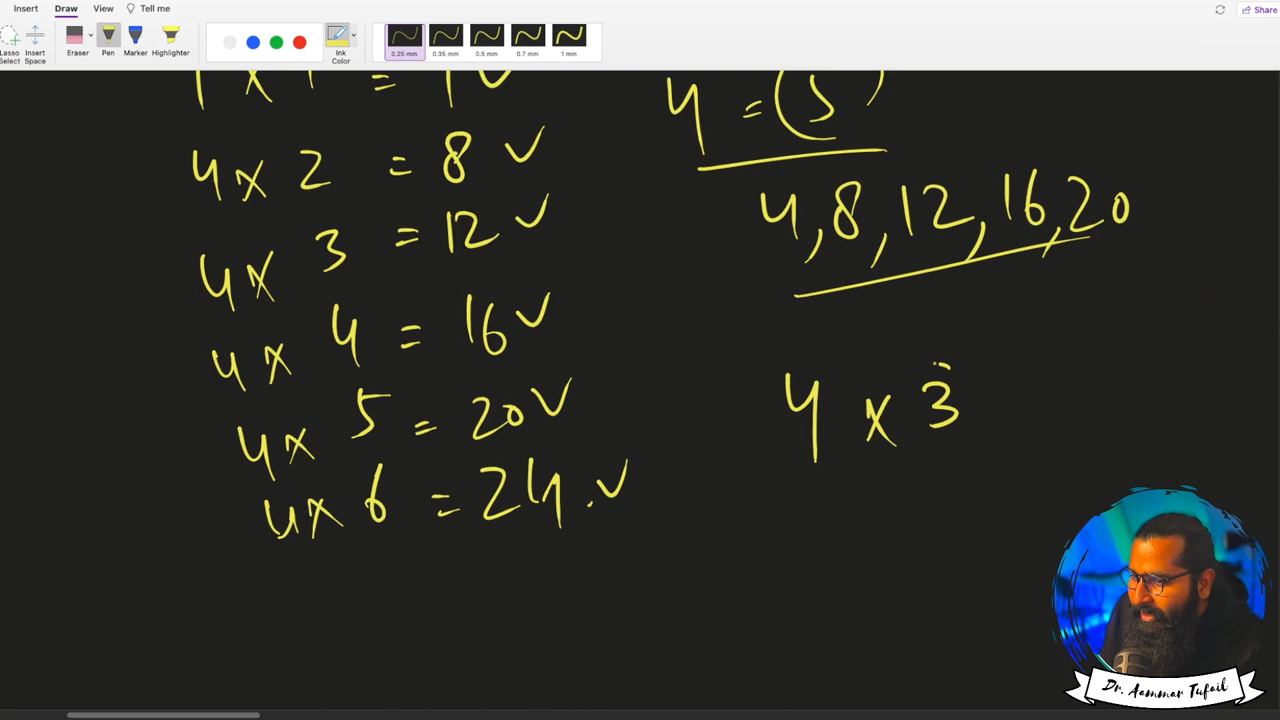 Insert Draw View Tell me Share
Lasso Select Insert Space Eraser Pen Marker Highlighter Ink Color 0.25 mm 0.35 mm 0.5 mm 0.7 mm 1 mm
4 x 2 = 8 ✓
4 x 3 = 12 ✓
4 x 4 = 16 ✓
4 x 5 = 20 ✓
4 x 6 = 24 . ✓
4 = (5)
4, 8, 12, 16, 20
4 x 3
Dr. Aammar Tufail